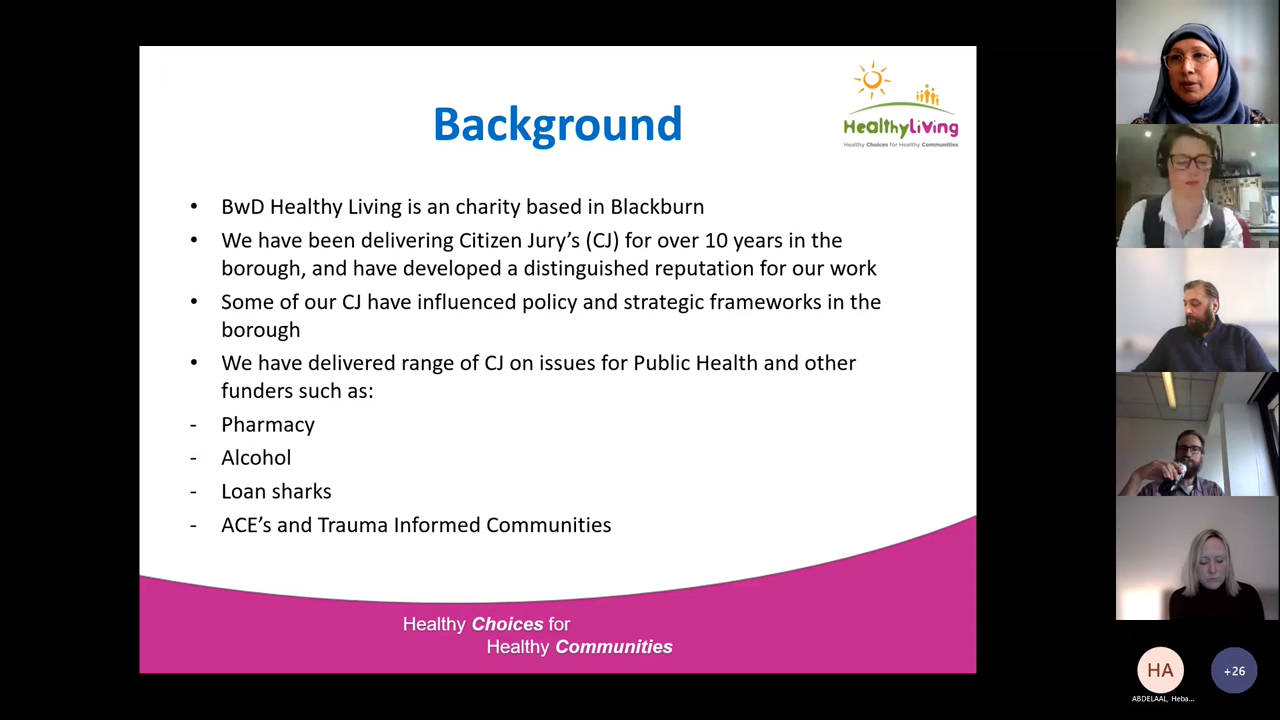 Background
HealthyLiving
Healthy Choices for Healthy Communities
• BwD Healthy Living is an charity based in Blackburn
• We have been delivering Citizen Jury’s (CJ) for over 10 years in the
borough, and have developed a distinguished reputation for our work
• Some of our CJ have influenced policy and strategic frameworks in the
borough
• We have delivered range of CJ on issues for Public Health and other
funders such as:
- Pharmacy
- Alcohol
- Loan sharks
- ACE’s and Trauma Informed Communities
Healthy Choices for
Healthy Communities
HA
+26
ABDELAAL, Heba...